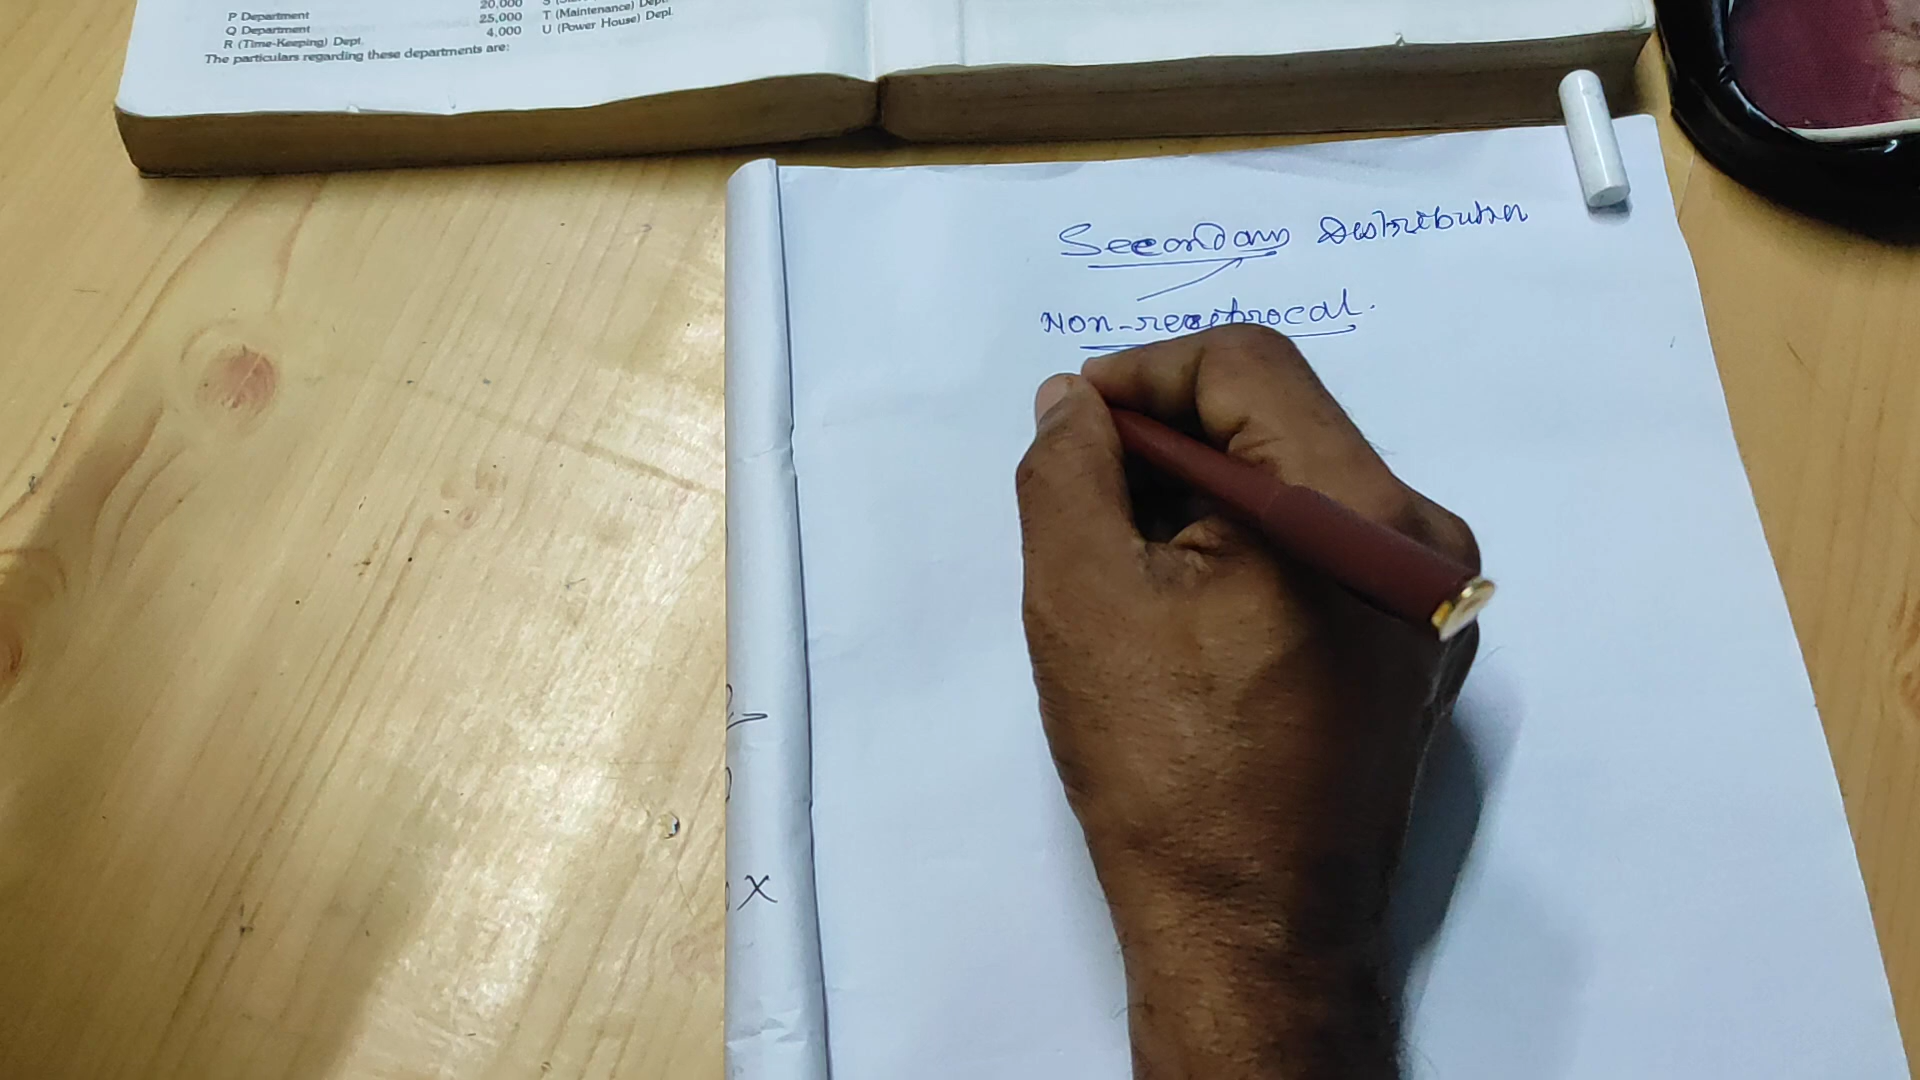 20,000
P Department 25,000 T (Maintenance) Dept.
Q Department 4,000 U (Power House) Dept.
R (Time-Keeping) Dept.
The particulars regarding these departments are:
Secondary Distribution
Non-reciprocal.
X